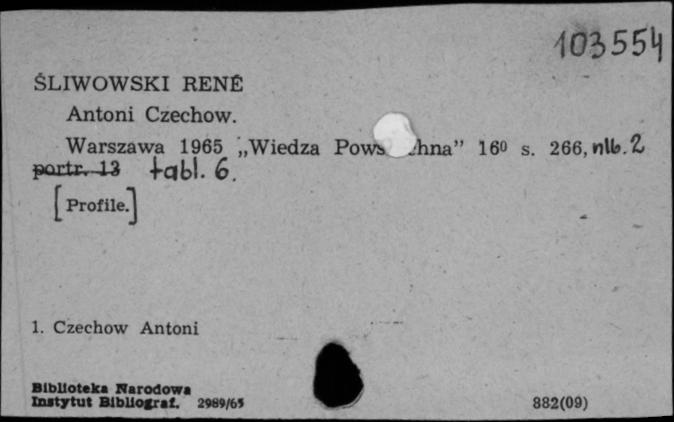 103554
ŚLIWOWSKI RENÉ
Antoni Czechow.
Warszawa 1965 „Wiedza Pows hna” 16⁰ s. 266, nlb. 2
portr. 13 tabl. 6.
[Profile.]
1. Czechow Antoni
Biblioteka Narodowa
Instytut Bibliograf. 2989/65
882(09)